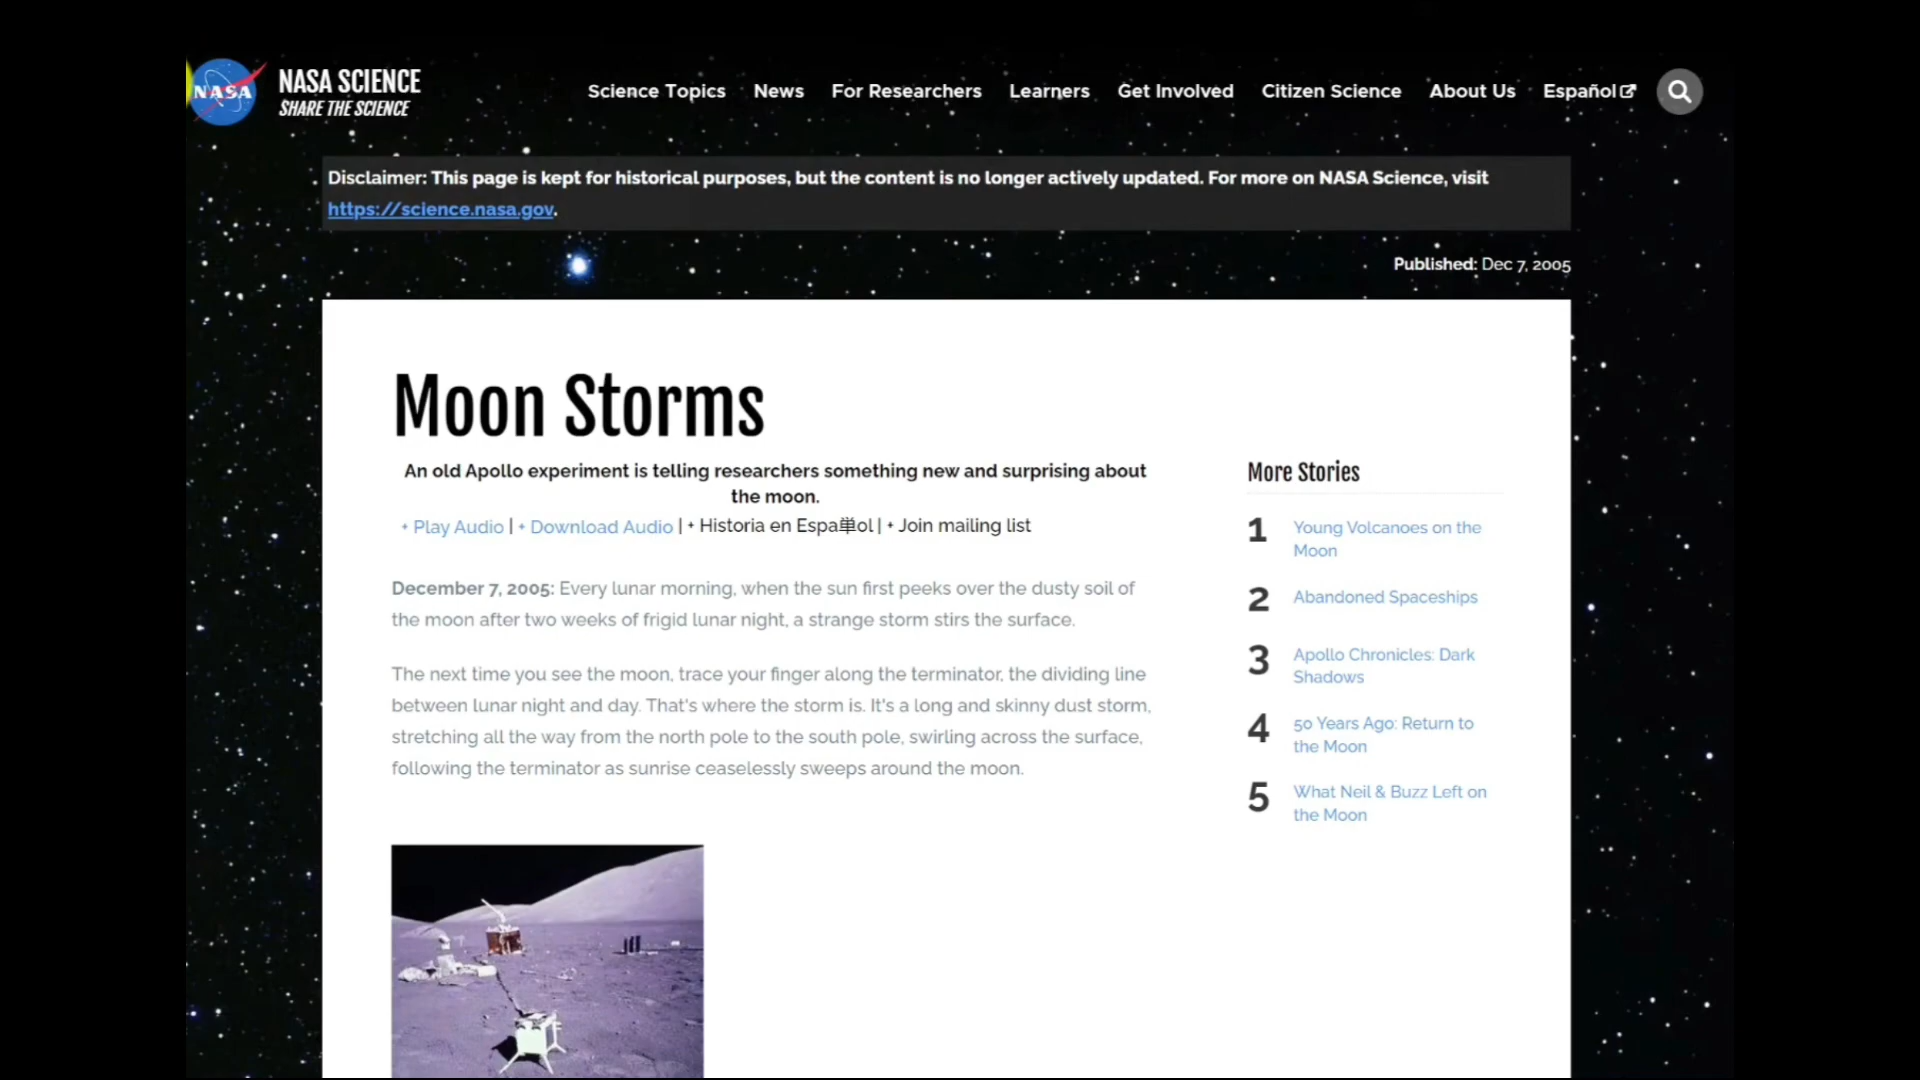 NASA
NASA SCIENCE
SHARE THE SCIENCE
Science Topics News For Researchers Learners Get Involved Citizen Science About Us Español
Disclaimer: This page is kept for historical purposes, but the content is no longer actively updated. For more on NASA Science, visit
https://science.nasa.gov.
Published: Dec 7, 2005
Moon Storms
An old Apollo experiment is telling researchers something new and surprising about
the moon.
+ Play Audio | + Download Audio | + Historia en Espa単ol | + Join mailing list
December 7, 2005: Every lunar morning, when the sun first peeks over the dusty soil of
the moon after two weeks of frigid lunar night, a strange storm stirs the surface.
The next time you see the moon, trace your finger along the terminator, the dividing line
between lunar night and day. That's where the storm is. It's a long and skinny dust storm,
stretching all the way from the north pole to the south pole, swirling across the surface,
following the terminator as sunrise ceaselessly sweeps around the moon.
More Stories
1 Young Volcanoes on the
Moon
2 Abandoned Spaceships
3 Apollo Chronicles: Dark
Shadows
4 50 Years Ago: Return to
the Moon
5 What Neil & Buzz Left on
the Moon